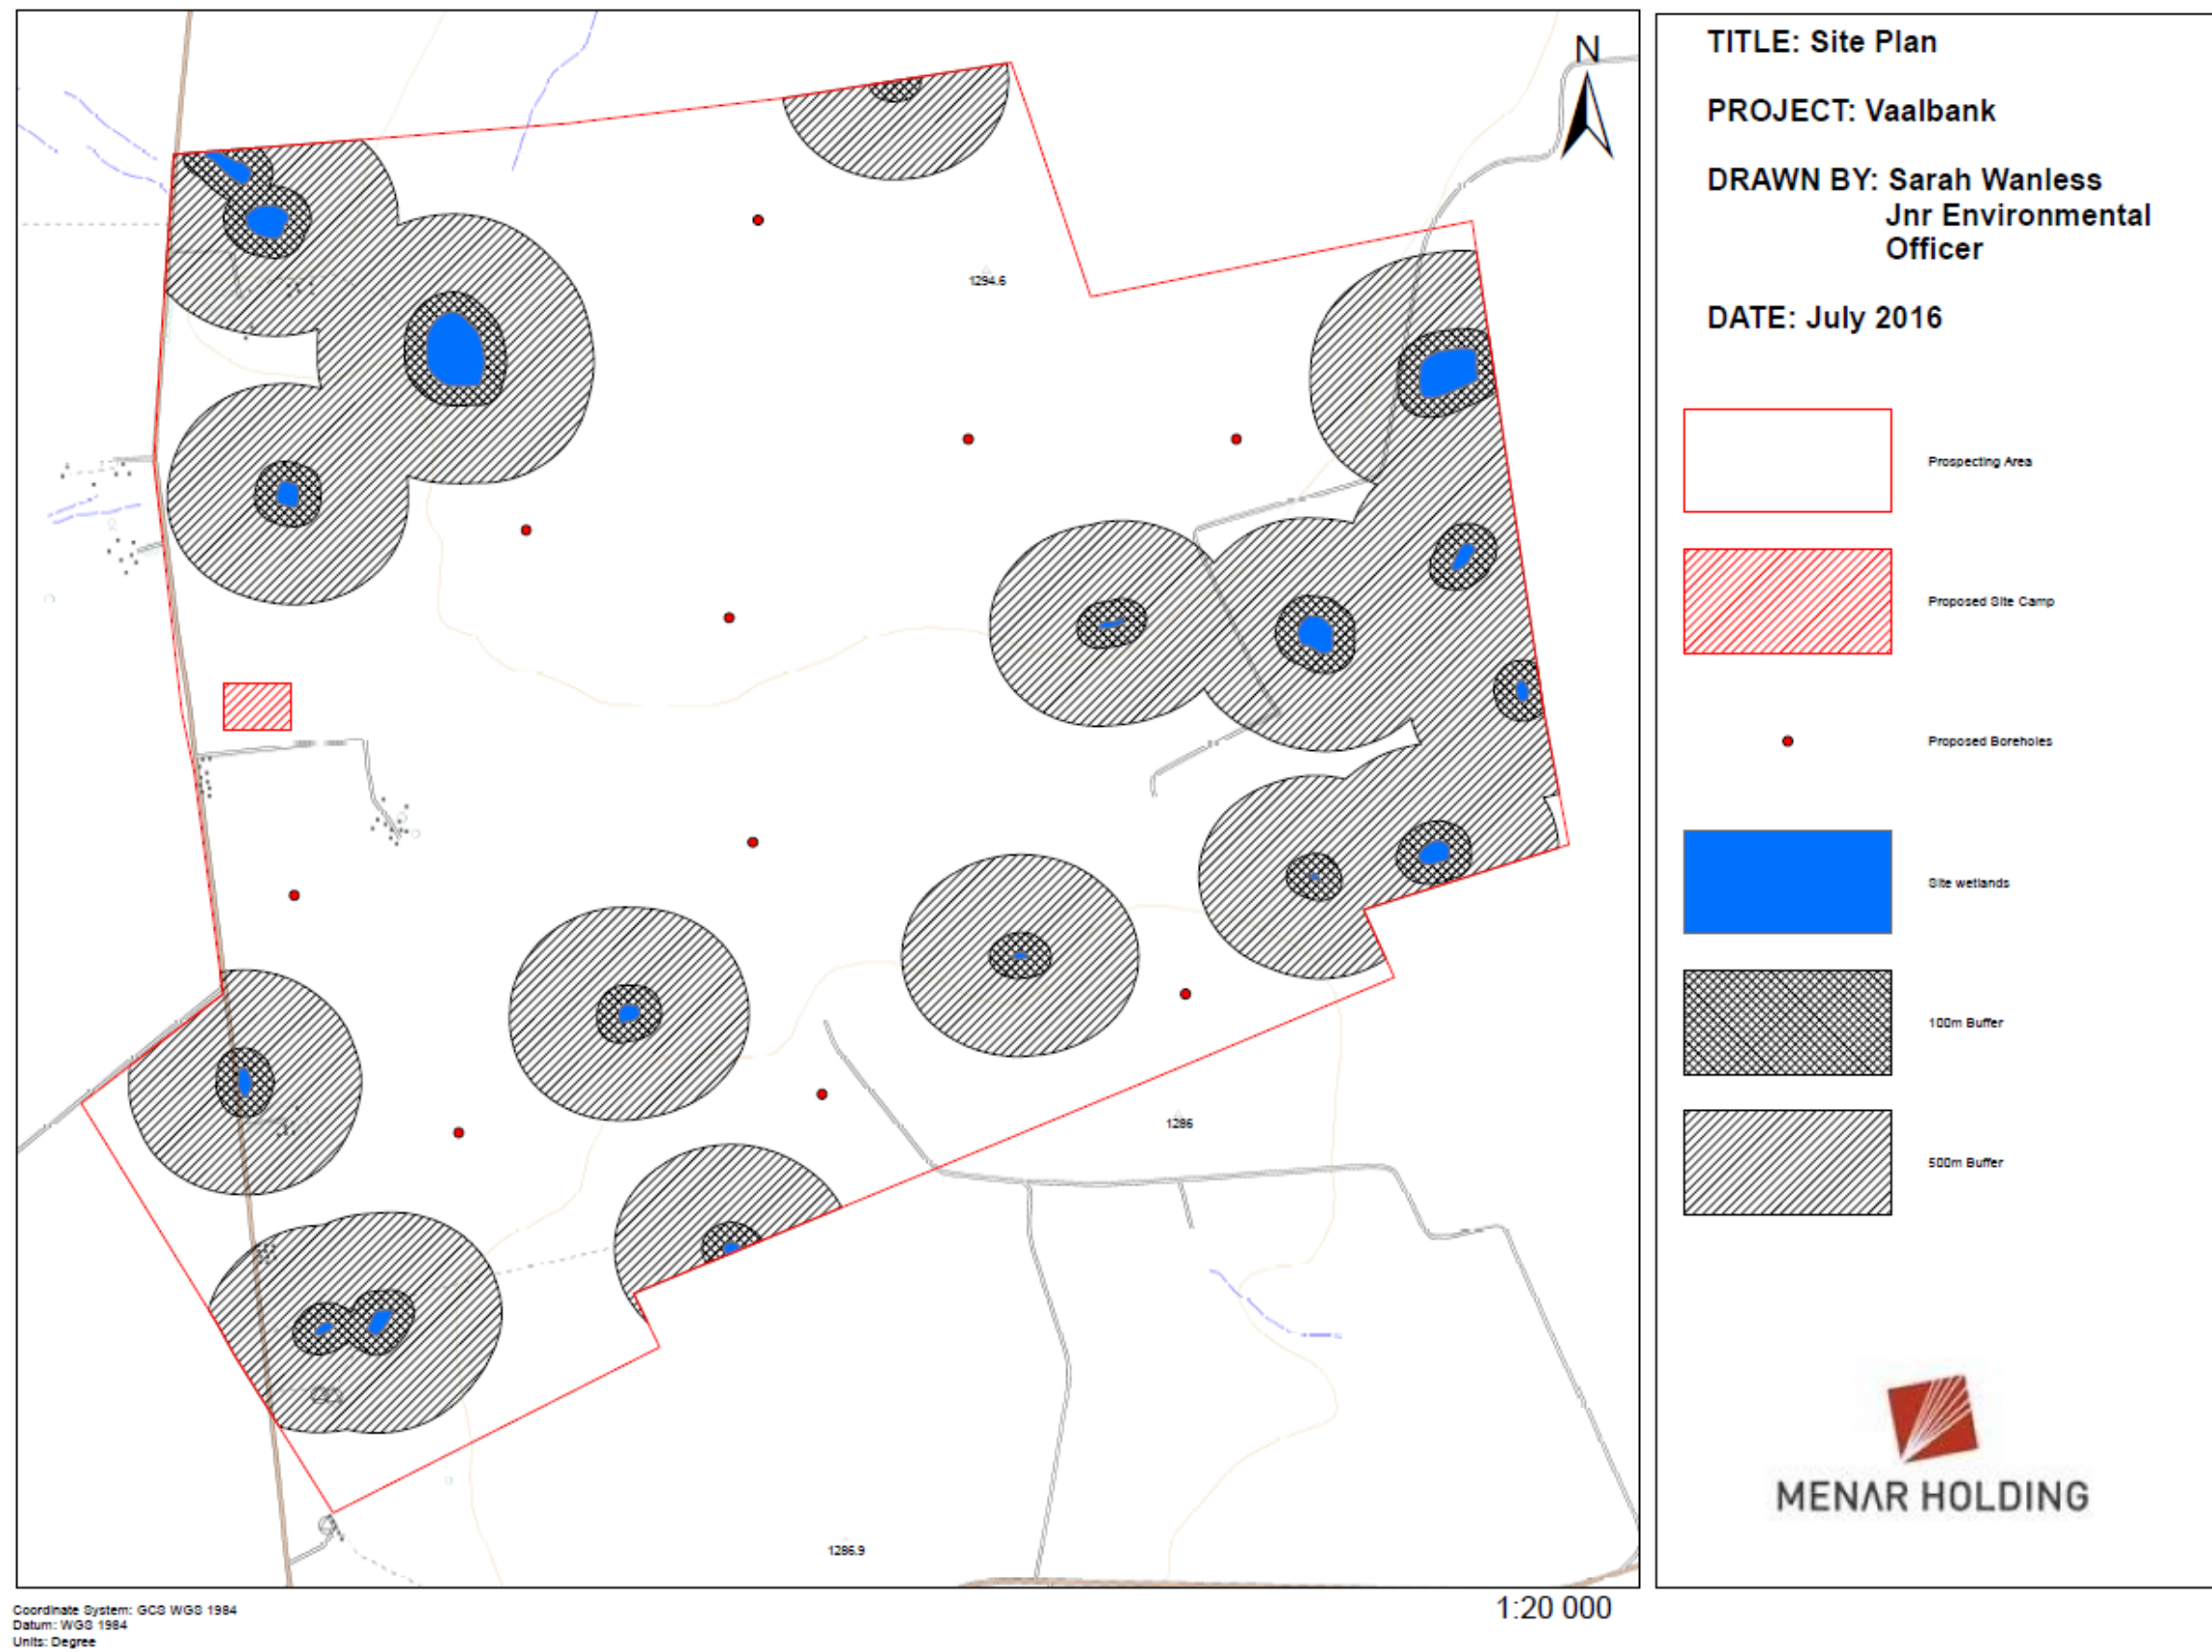 N
1294.6
1286
1286.9
TITLE: Site Plan
PROJECT: Vaalbank
DRAWN BY: Sarah Wanless
Jnr Environmental
Officer
DATE: July 2016
Prospecting Area
Proposed Site Camp
Proposed Boreholes
Site wetlands
100m Buffer
500m Buffer
MENAR HOLDING
1:20 000
Coordinate System: GCS WGS 1984
Datum: WGS 1984
Units: Degree